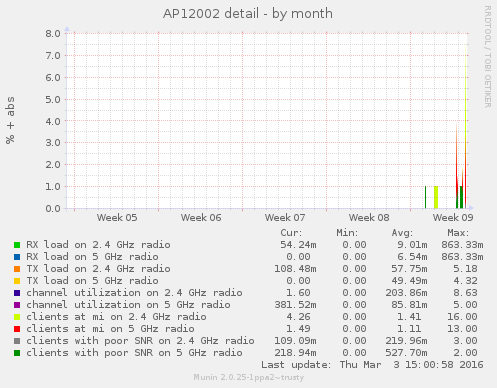 AP12002 detail - by month
RRDTOOL / TOBI OETIKER
% + abs
8.0
7.0
6.0
5.0
4.0
3.0
2.0
1.0
0.0
Week 05 Week 06 Week 07 Week 08 Week 09
Cur: Min: Avg: Max:
RX load on 2.4 GHz radio 54.24m 0.00 9.01m 863.33m
RX load on 5 GHz radio 0.00 0.00 6.54m 863.33m
TX load on 2.4 GHz radio 108.48m 0.00 57.75m 5.18
TX load on 5 GHz radio 0.00 0.00 49.49m 4.32
channel utilization on 2.4 GHz radio 1.60 0.00 203.86m 8.63
channel utilization on 5 GHz radio 381.52m 0.00 85.81m 5.00
clients at mi on 2.4 GHz radio 4.26 0.00 1.41 16.00
clients at mi on 5 GHz radio 1.49 0.00 1.11 13.00
clients with poor SNR on 2.4 GHz radio 109.09m 0.00 219.96m 3.00
clients with poor SNR on 5 GHz radio 218.94m 0.00 527.70m 2.00
Last update: Thu Mar 3 15:00:58 2016
Munin 2.0.25-1ppa2~trusty